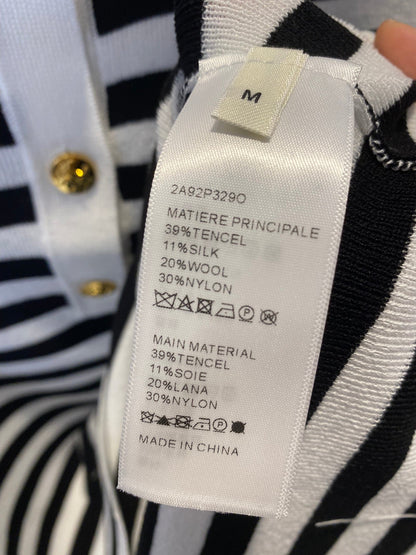 M
2A92P329O
MATIERE PRINCIPALE
39%TENCEL
11%SILK
20%WOOL
30%NYLON
MAIN MATERIAL
39%TENCEL
11%SOIE
20%LANA
30%NYLON
MADE IN CHINA